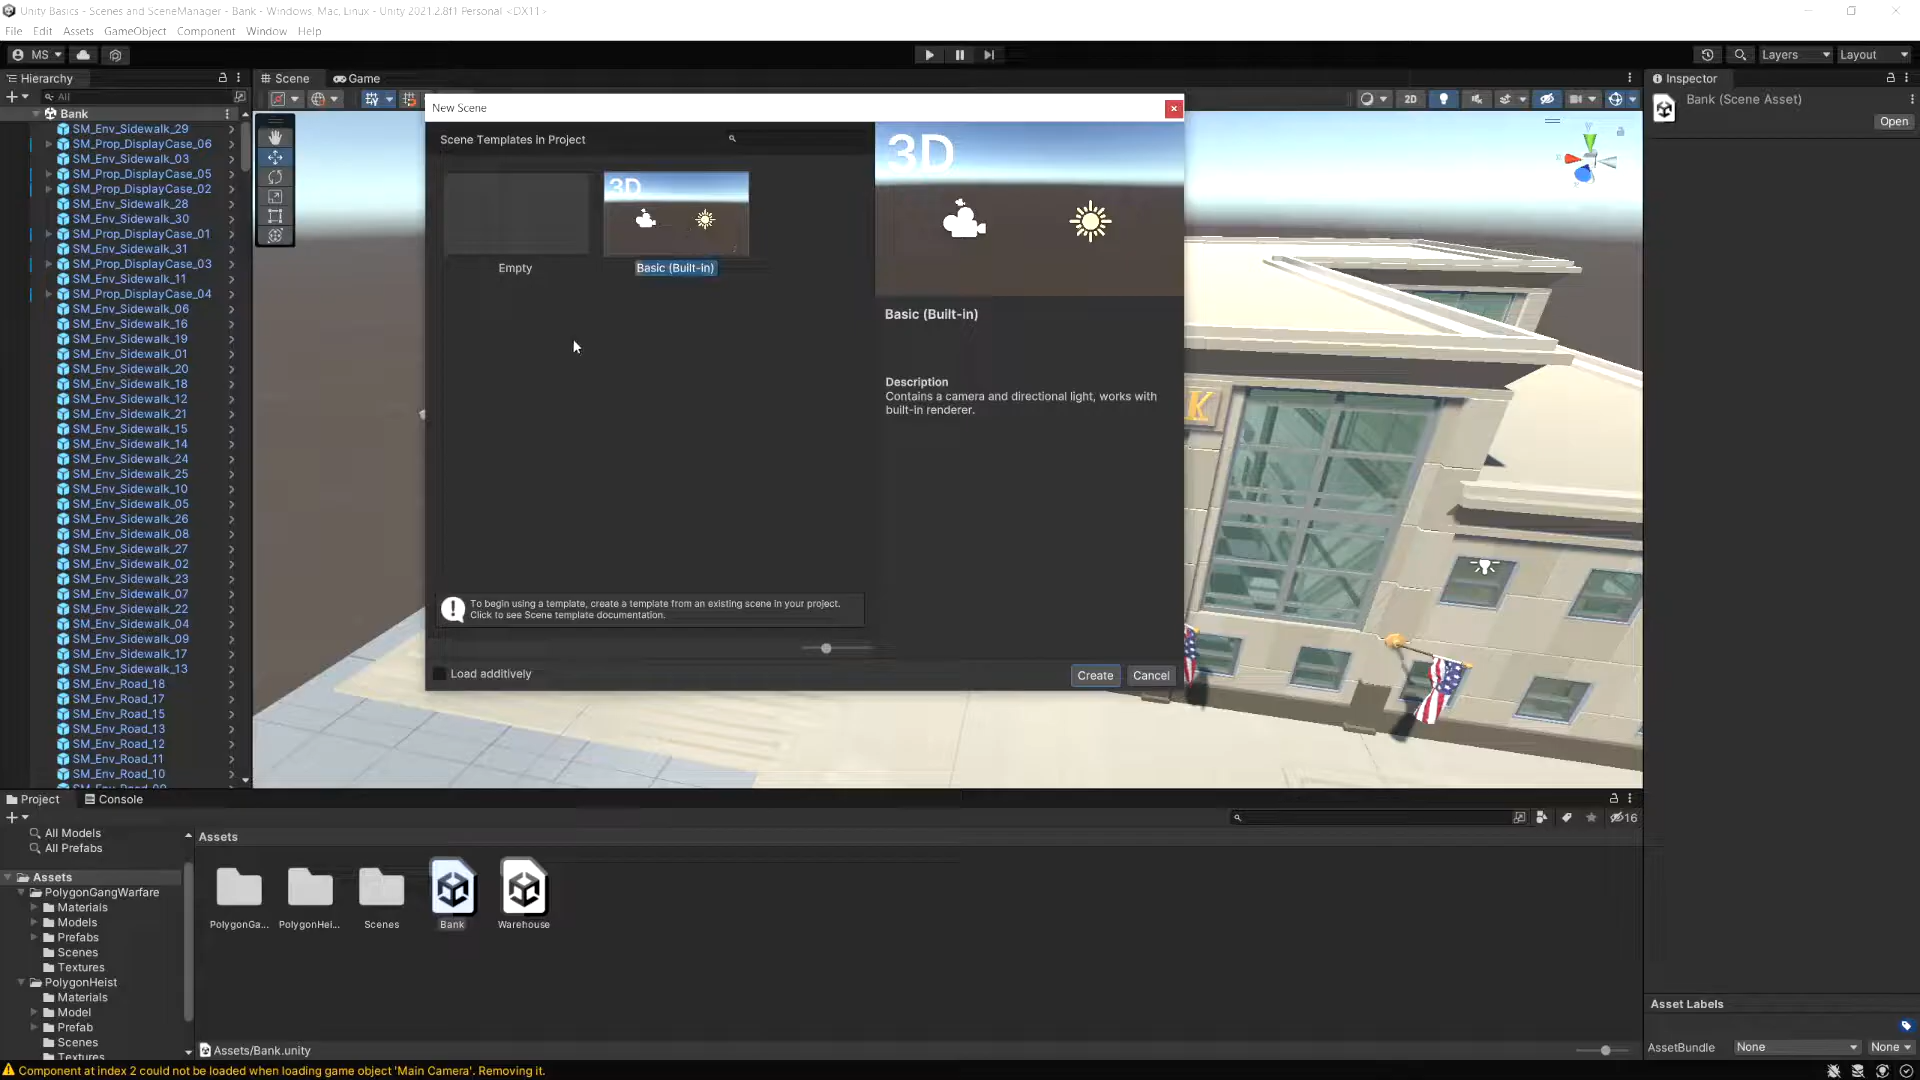 Unity Basics - Scenes and SceneManager - Bank - Windows, Mac, Linux - Unity 2021.2.8f1 Personal <DX11>
File Edit Assets GameObject Component Window Help
MS Layers Layout
Hierarchy Scene Game Inspector
All
Bank
SM_Env_Sidewalk_29
SM_Prop_DisplayCase_06
SM_Env_Sidewalk_03
SM_Prop_DisplayCase_05
SM_Prop_DisplayCase_02
SM_Env_Sidewalk_28
SM_Env_Sidewalk_30
SM_Prop_DisplayCase_01
SM_Env_Sidewalk_31
SM_Prop_DisplayCase_03
SM_Env_Sidewalk_11
SM_Prop_DisplayCase_04
SM_Env_Sidewalk_06
SM_Env_Sidewalk_16
SM_Env_Sidewalk_19
SM_Env_Sidewalk_01
SM_Env_Sidewalk_20
SM_Env_Sidewalk_18
SM_Env_Sidewalk_12
SM_Env_Sidewalk_21
SM_Env_Sidewalk_15
SM_Env_Sidewalk_14
SM_Env_Sidewalk_24
SM_Env_Sidewalk_25
SM_Env_Sidewalk_10
SM_Env_Sidewalk_05
SM_Env_Sidewalk_26
SM_Env_Sidewalk_08
SM_Env_Sidewalk_27
SM_Env_Sidewalk_02
SM_Env_Sidewalk_23
SM_Env_Sidewalk_07
SM_Env_Sidewalk_22
SM_Env_Sidewalk_04
SM_Env_Sidewalk_09
SM_Env_Sidewalk_17
SM_Env_Sidewalk_13
SM_Env_Road_18
SM_Env_Road_17
SM_Env_Road_15
SM_Env_Road_13
SM_Env_Road_12
SM_Env_Road_11
SM_Env_Road_10
2D
New Scene
Scene Templates in Project
3D
Empty
Basic (Built-in)
3D
Basic (Built-in)
Description
Contains a camera and directional light, works with
built-in renderer.
To begin using a template, create a template from an existing scene in your project.
Click to see Scene template documentation.
Load additively
Create Cancel
K
Bank (Scene Asset)
Open
Project Console
16
All Models
All Prefabs
Assets
PolygonGangWarfare
Materials
Models
Prefabs
Scenes
Textures
PolygonHeist
Materials
Model
Prefab
Scenes
Textures
Assets
PolygonGa... PolygonHei... Scenes Bank Warehouse
Assets/Bank.unity
Asset Labels
AssetBundle None None
Component at index 2 could not be loaded when loading game object 'Main Camera'. Removing it.